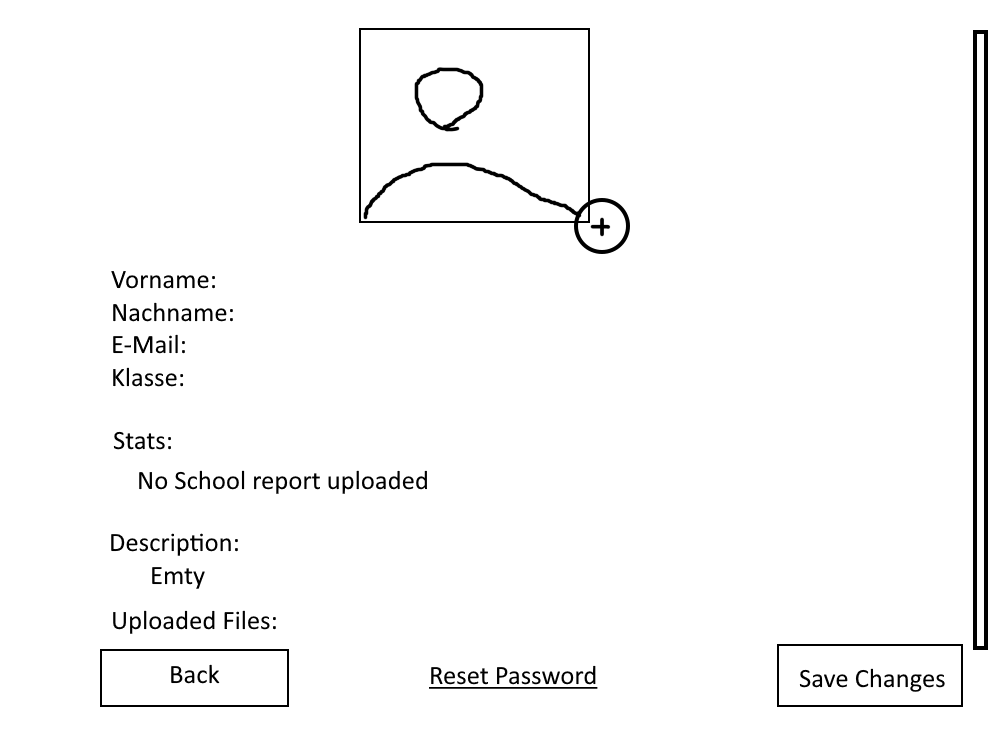 +
Vorname:
Nachname:
E-Mail:
Klasse:
Stats:
No School report uploaded
Description:
Emty
Uploaded Files:
Back
Reset Password
Save Changes